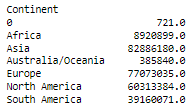 Continent
0 721.0
Africa 8920899.0
Asia 82886180.0
Australia/Oceania 385840.0
Europe 77073035.0
North America 60313384.0
South America 39160071.0